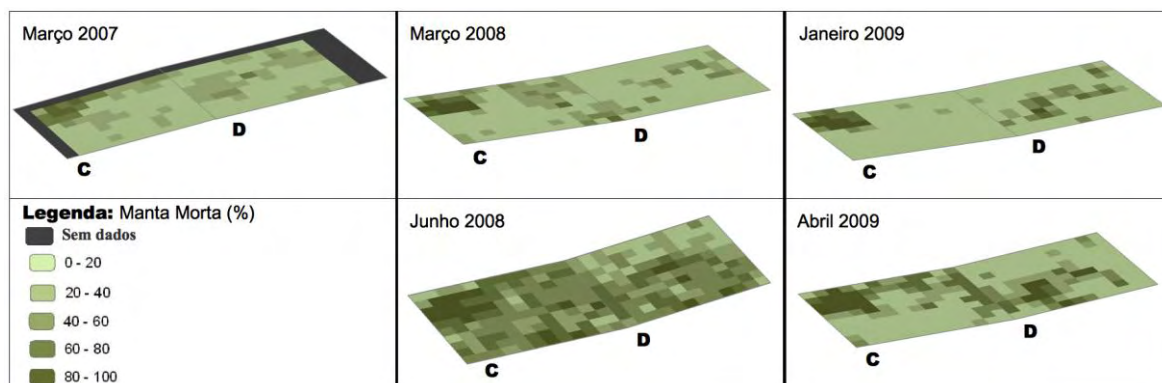 Março 2007
Março 2008
Janeiro 2009
C
D
C
D
C
D
Legenda: Manta Morta (%)
Sem dados
0 - 20
20 - 40
40 - 60
60 - 80
80 - 100
Junho 2008
Abril 2009
C
D
C
D